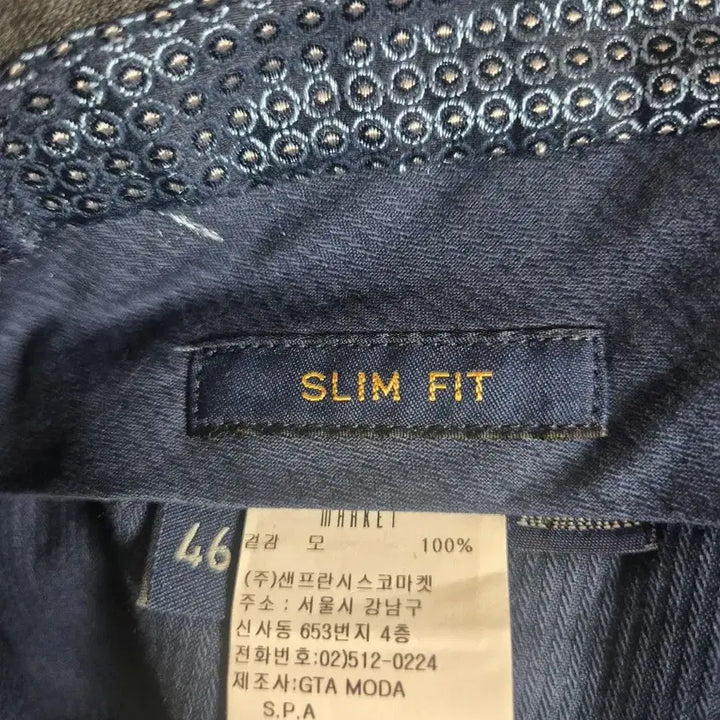 SLIM FIT
46
MARKET
겉감 모 100%
(주)샌프란시스코마켓
주소 : 서울시 강남구
신사동 653번지 4층
전화번호:02)512-0224
제조사:GTA MODA
S.P.A